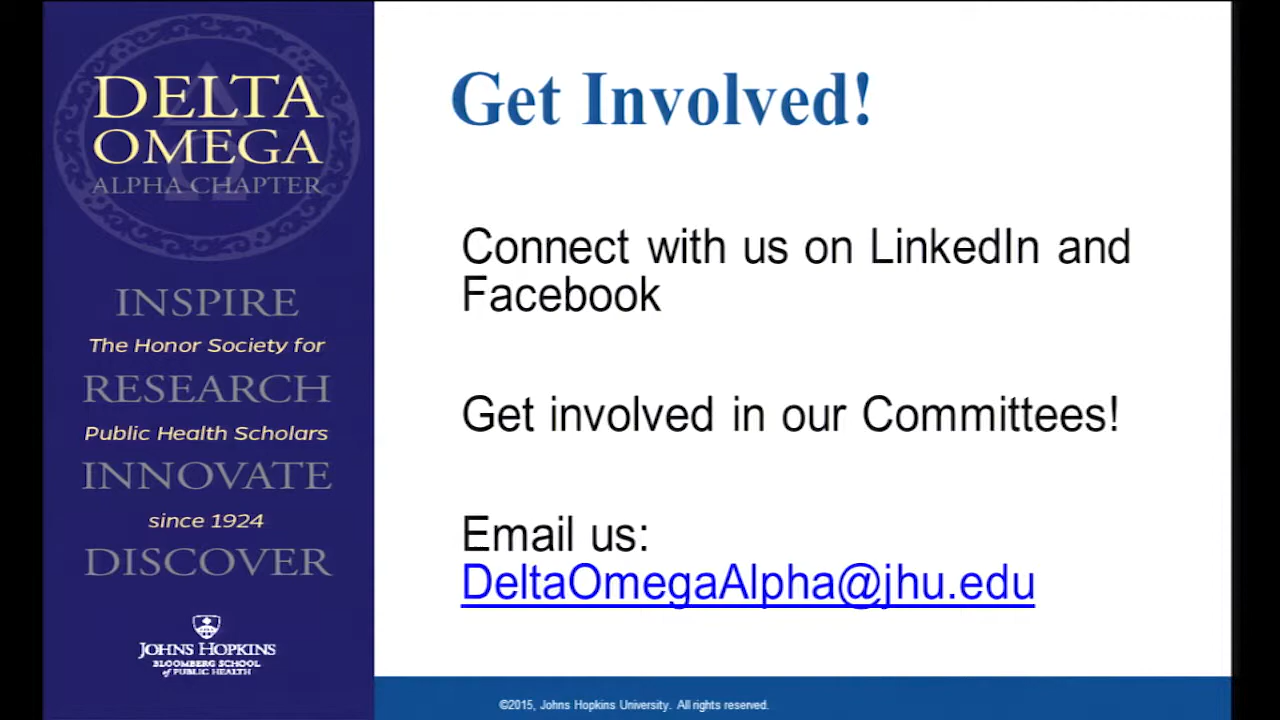 DELTA
OMEGA
ALPHA CHAPTER
INSPIRE
The Honor Society for
RESEARCH
Public Health Scholars
INNOVATE
since 1924
DISCOVER
JOHNS HOPKINS
BLOOMBERG SCHOOL
of PUBLIC HEALTH
Get Involved!
Connect with us on LinkedIn and
Facebook
Get involved in our Committees!
Email us:
DeltaOmegaAlpha@jhu.edu
©2015, Johns Hopkins University. All rights reserved.